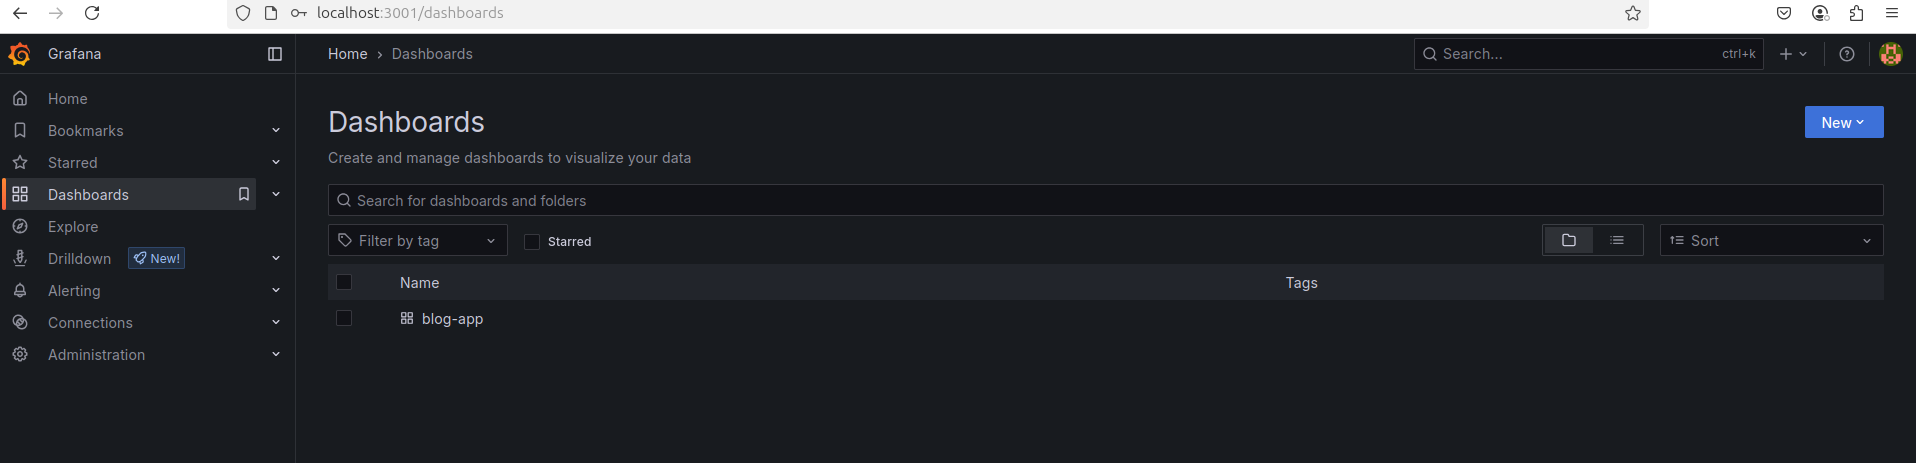 localhost:3001/dashboards
Grafana
Home › Dashboards
Search...
ctrl+k
Home
Bookmarks
Starred
Dashboards
Explore
Drilldown
New!
Alerting
Connections
Administration
Dashboards
New
Create and manage dashboards to visualize your data
Search for dashboards and folders
Filter by tag
Starred
Sort
Name
Tags
blog-app